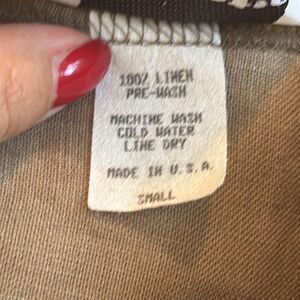 100% LINEN
PRE-WASH
MACHINE WASH
COLD WATER
LINE DRY
MADE IN U.S.A.
SMALL